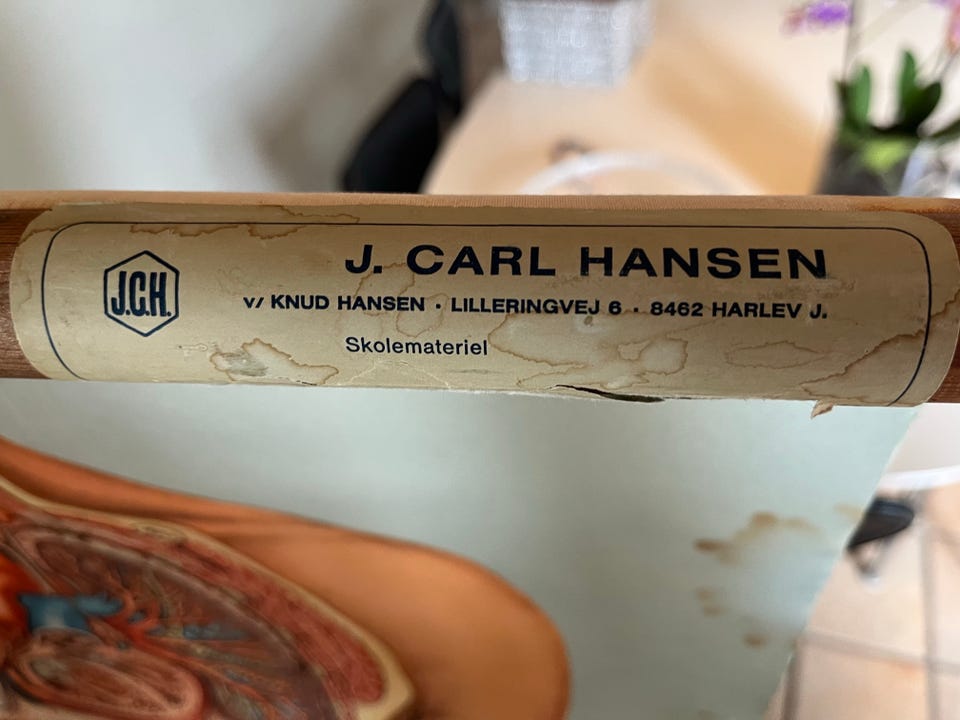 J.C.H.
J. CARL HANSEN
v/ KNUD HANSEN · LILLERINGVEJ 6 · 8462 HARLEV J.
Skolemateriel